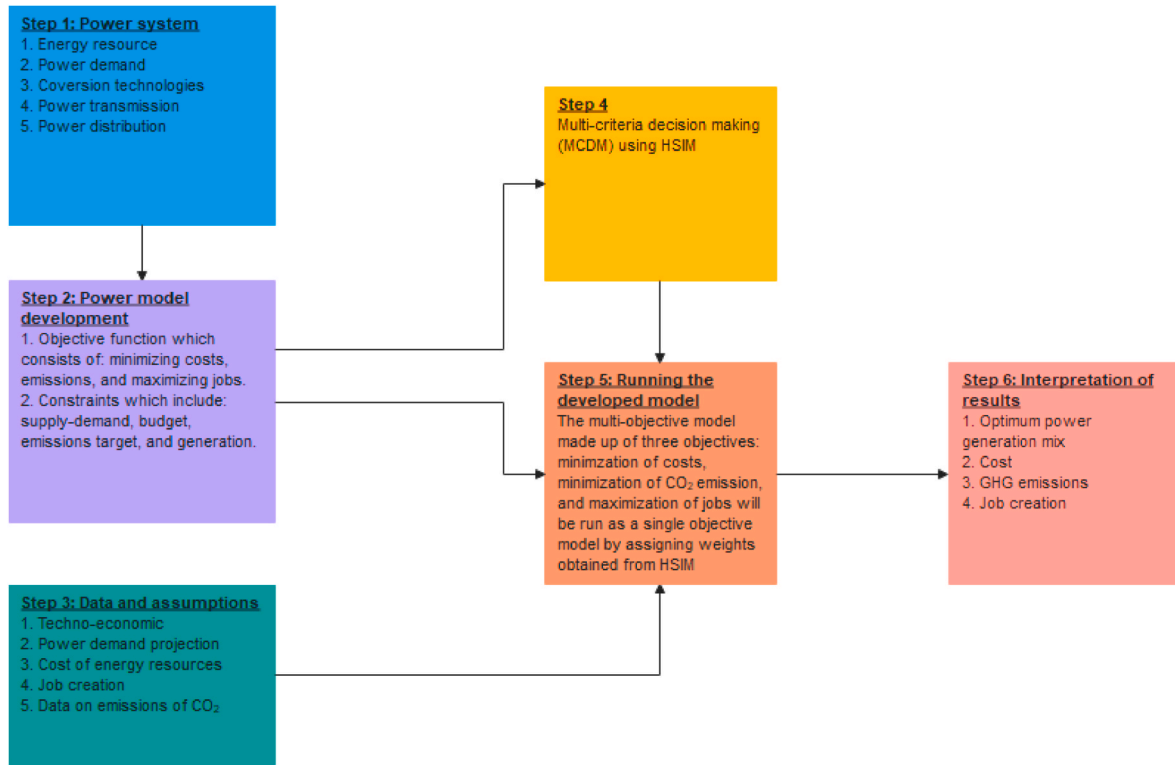 Step 1: Power system
1. Energy resource
2. Power demand
3. Coversion technologies
4. Power transmission
5. Power distribution
Step 2: Power model
development
1. Objective function which
consists of: minimizing costs,
emissions, and maximizing jobs.
2. Constraints which include:
supply-demand, budget,
emissions target, and generation.
Step 3: Data and assumptions
1. Techno-economic
2. Power demand projection
3. Cost of energy resources
4. Job creation
5. Data on emissions of CO₂
Step 4
Multi-criteria decision making
(MCDM) using HSIM
Step 5: Running the
developed model
The multi-objective model
made up of three objectives:
minimzation of costs,
minimization of CO₂ emission,
and maximization of jobs will
be run as a single objective
model by assigning weights
obtained from HSIM
Step 6: Interpretation of
results
1. Optimum power
generation mix
2. Cost
3. GHG emissions
4. Job creation